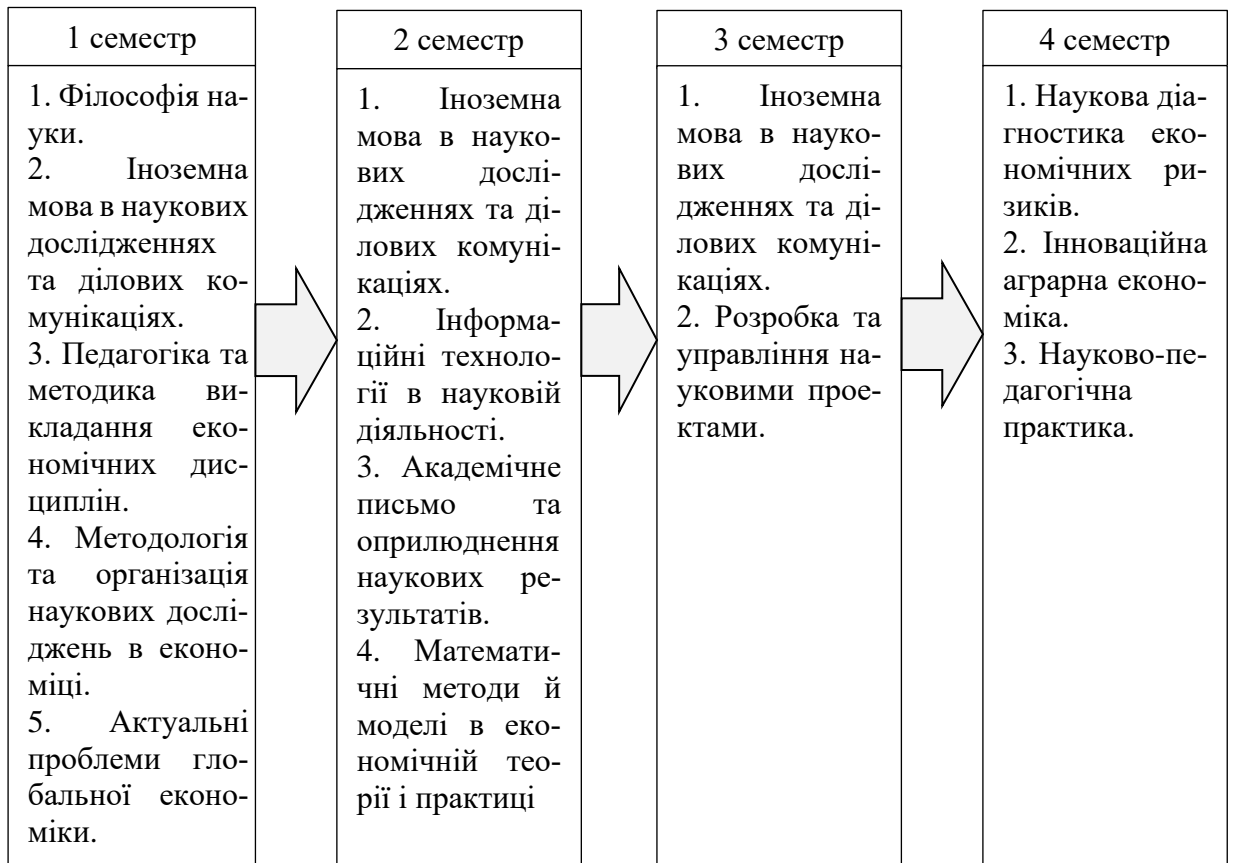 1 семестр
1. Філософія на-
уки.
2. Іноземна
мова в наукових
дослідженнях
та ділових ко-
мунікаціях.
3. Педагогіка та
методика ви-
кладання еко-
номічних дис-
циплін.
4. Методологія
та організація
наукових дослі-
джень в еконо-
міці.
5. Актуальні
проблеми гло-
бальної еконо-
міки.
2 семестр
1. Іноземна
мова в науко-
вих дослі-
дженнях та ді-
лових комуні-
каціях.
2. Інформа-
ційні техноло-
гії в науковій
діяльності.
3. Академічне
письмо та
оприлюднення
наукових ре-
зультатів.
4. Математи-
чні методи й
моделі в еко-
номічній тео-
рії і практиці
3 семестр
1. Іноземна
мова в науко-
вих дослі-
дженнях та ді-
лових комуні-
каціях.
2. Розробка та
управління на-
уковими прое-
ктами.
4 семестр
1. Наукова діа-
гностика еко-
номічних ри-
зиків.
2. Інноваційна
аграрна еконо-
міка.
3. Науково-пе-
дагогічна
практика.